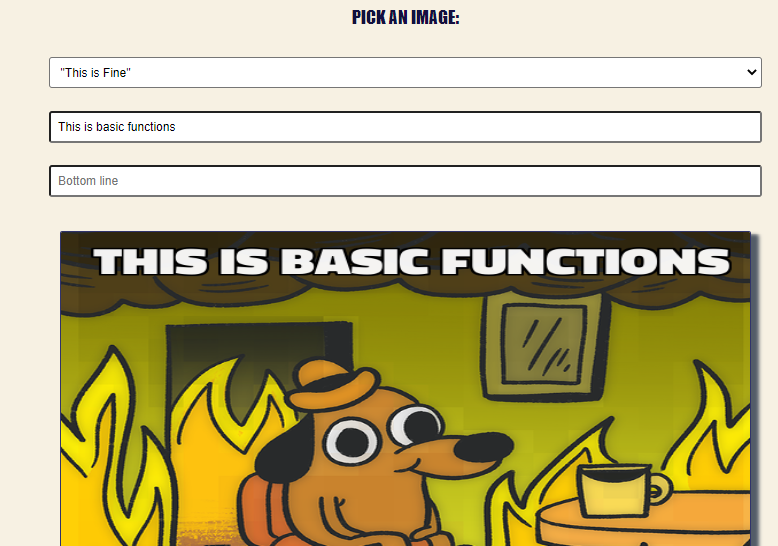 PICK AN IMAGE:
"This is Fine"
This is basic functions
Bottom line
THIS IS BASIC FUNCTIONS